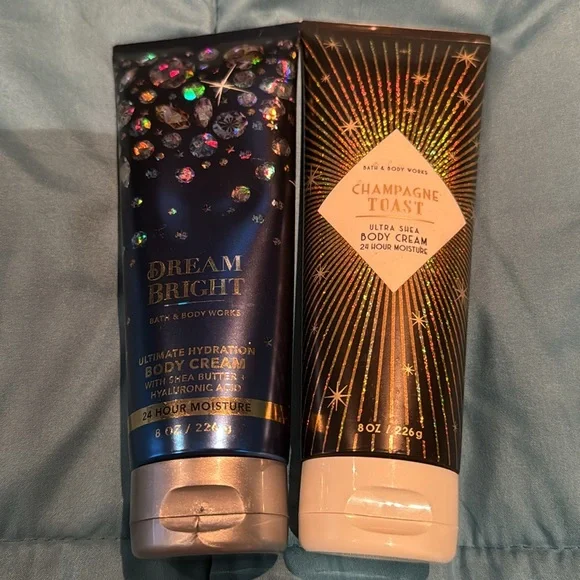 DREAM
BRIGHT
BATH & BODY WORKS
ULTIMATE HYDRATION
BODY CREAM
WITH SHEA BUTTER +
HYALURONIC ACID
24 HOUR MOISTURE
8 OZ / 226 g
BATH & BODY WORKS
CHAMPAGNE
TOAST
ULTRA SHEA
BODY CREAM
24 HOUR MOISTURE
8 OZ / 226g